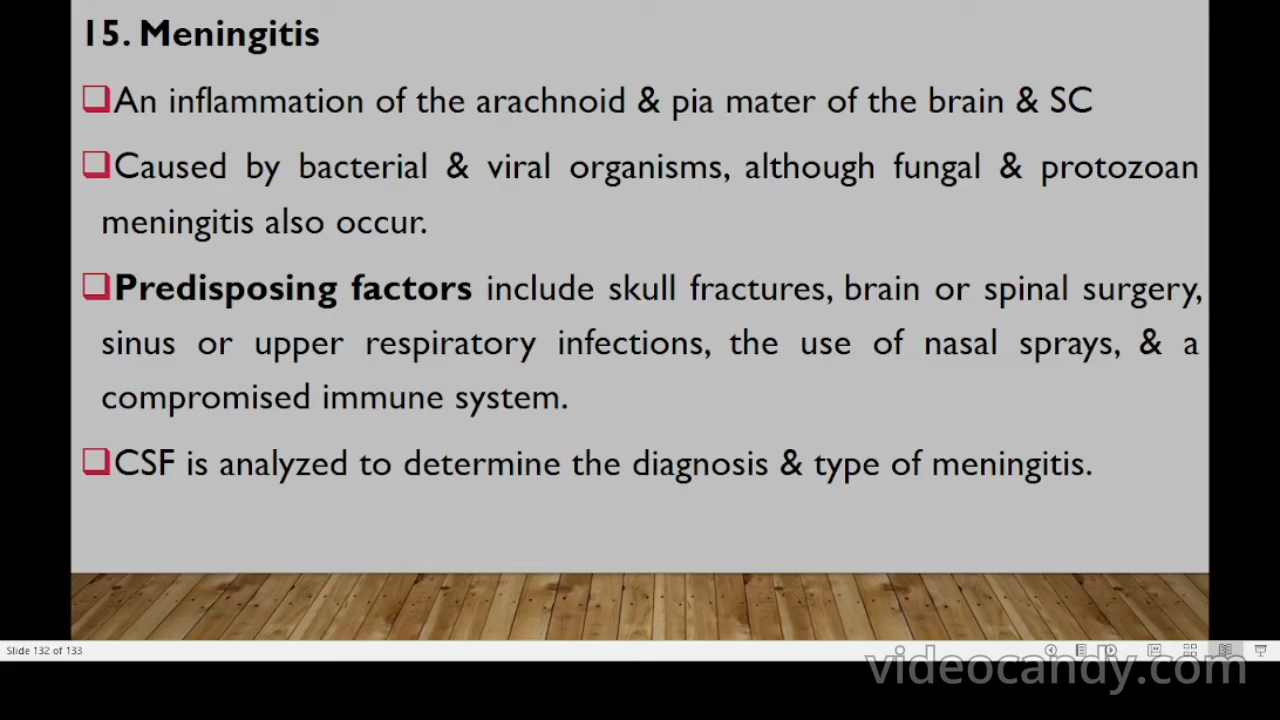 15. Meningitis
❑An inflammation of the arachnoid & pia mater of the brain & SC
❑Caused by bacterial & viral organisms, although fungal & protozoan
meningitis also occur.
❑Predisposing factors include skull fractures, brain or spinal surgery,
sinus or upper respiratory infections, the use of nasal sprays, & a
compromised immune system.
❑CSF is analyzed to determine the diagnosis & type of meningitis.
Slide 132 of 133
videocandy.com